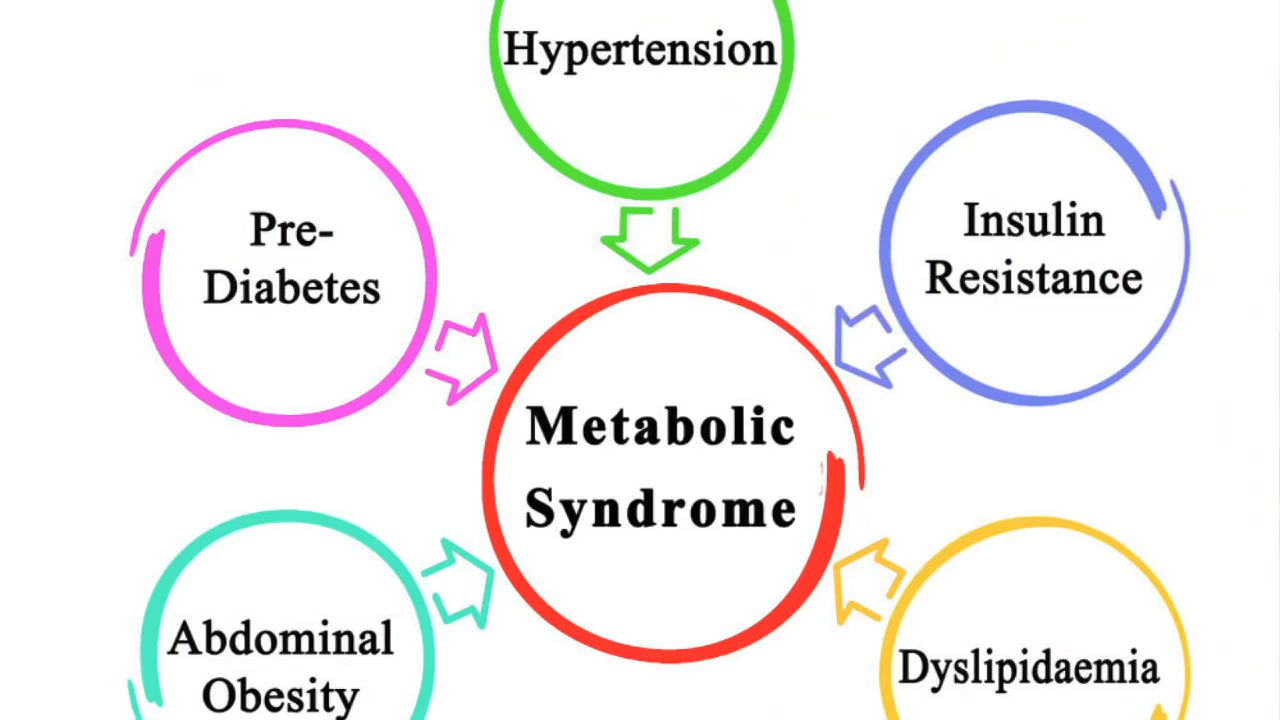 Hypertension
Pre-
Diabetes
Insulin
Resistance
Metabolic
Syndrome
Abdominal
Obesity
Dyslipidaemia